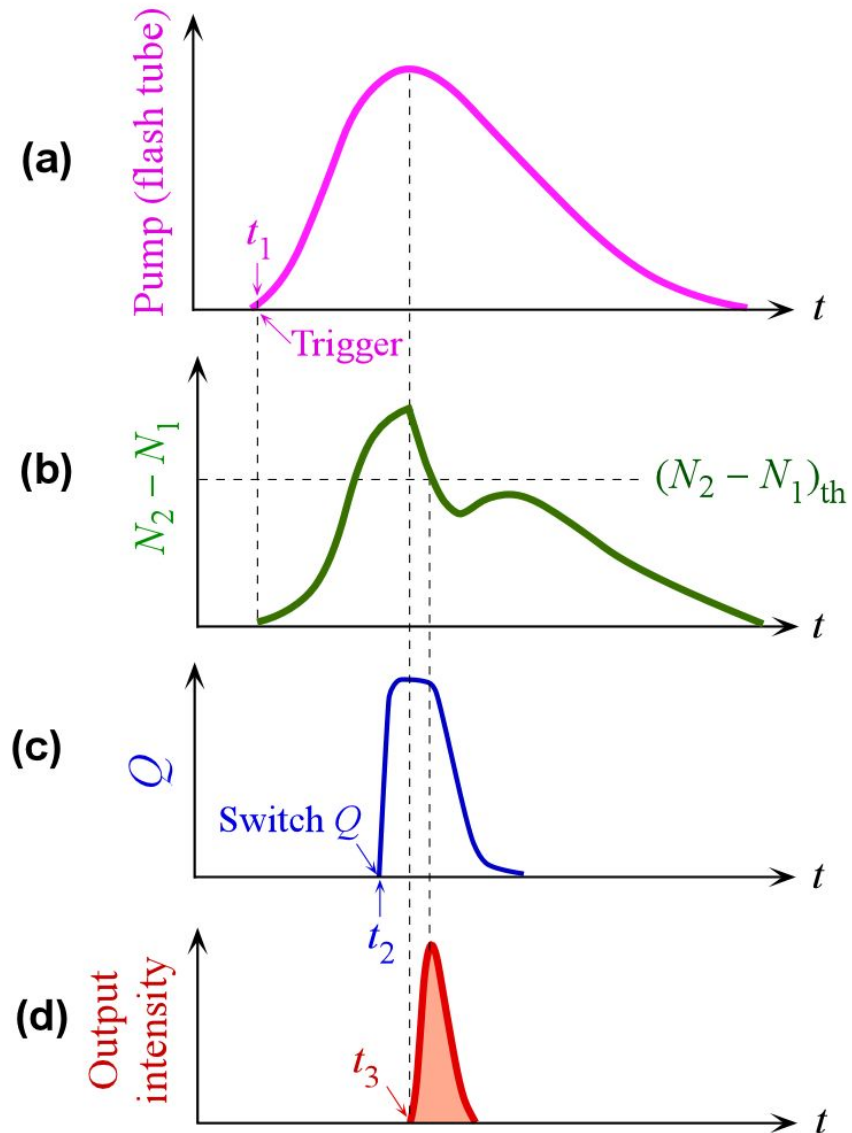 (a)
Pump (flash tube)
t₁
Trigger
t
(b)
N₂ − N₁
(N₂ − N₁)th
t
(c)
Q
Switch Q
t₂
t
(d)
Output
intensity
t₃
t